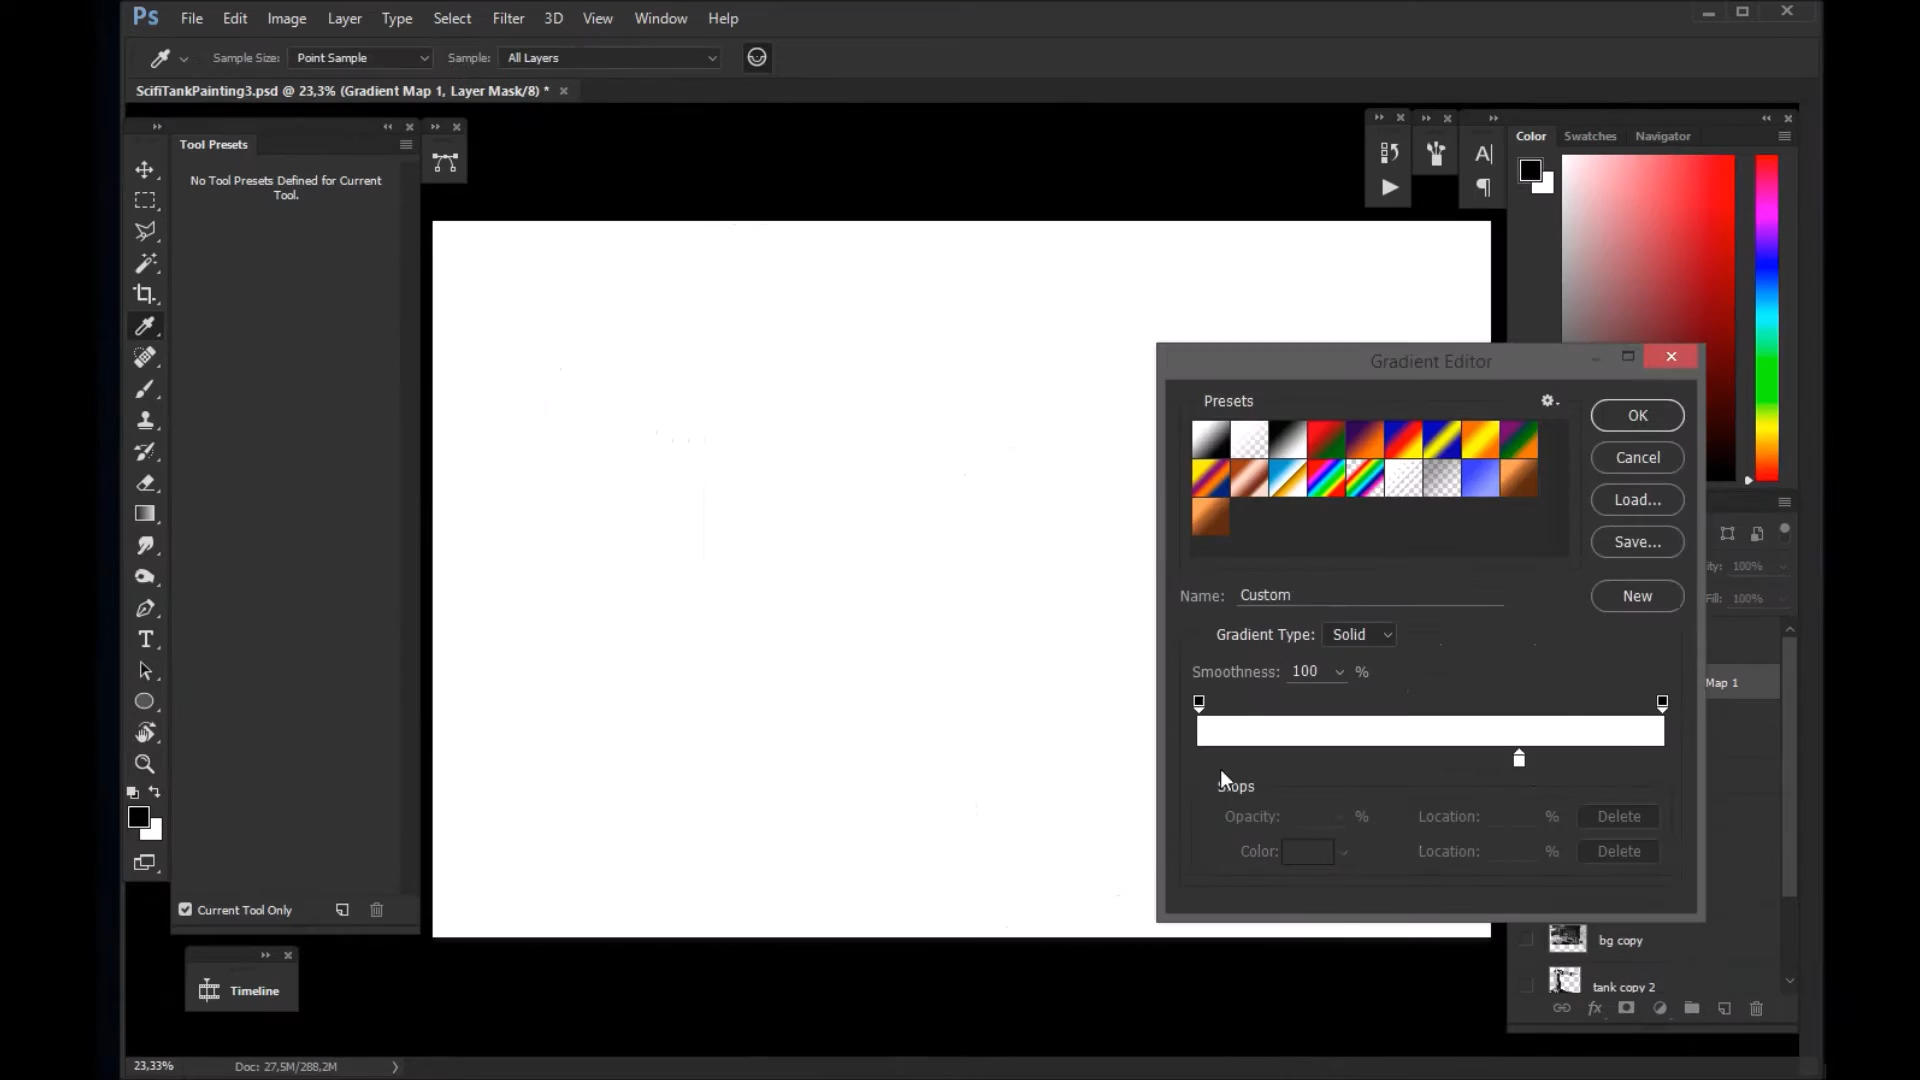 Ps File Edit Image Layer Type Select Filter 3D View Window Help
Sample Size: Point Sample Sample: All Layers
ScifiTankPainting3.psd @ 23,3% (Gradient Map 1, Layer Mask/8) *
Tool Presets
No Tool Presets Defined for Current
Tool.
Color Swatches Navigator
Gradient Editor
Presets
OK
Cancel
Load...
Save...
Name: Custom
New
Gradient Type: Solid
Smoothness: 100 %
Stops
Opacity: % Location: % Delete
Color: Location: % Delete
100%
Fill: 100%
Map 1
bg copy
tank copy 2
Current Tool Only
Timeline
23,33% Doc: 27,5M/288,2M